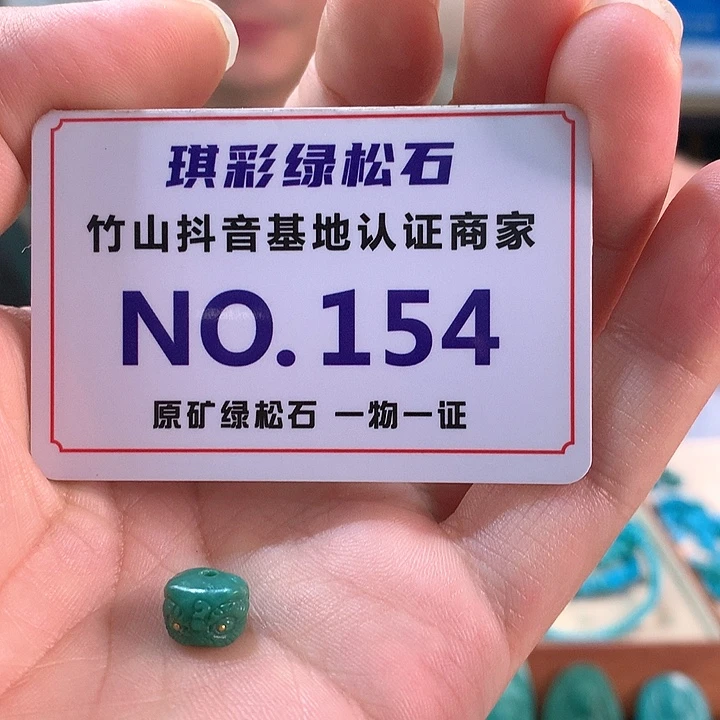 琪彩绿松石
竹山抖音基地认证商家
NO.154
原矿绿松石 一物一证